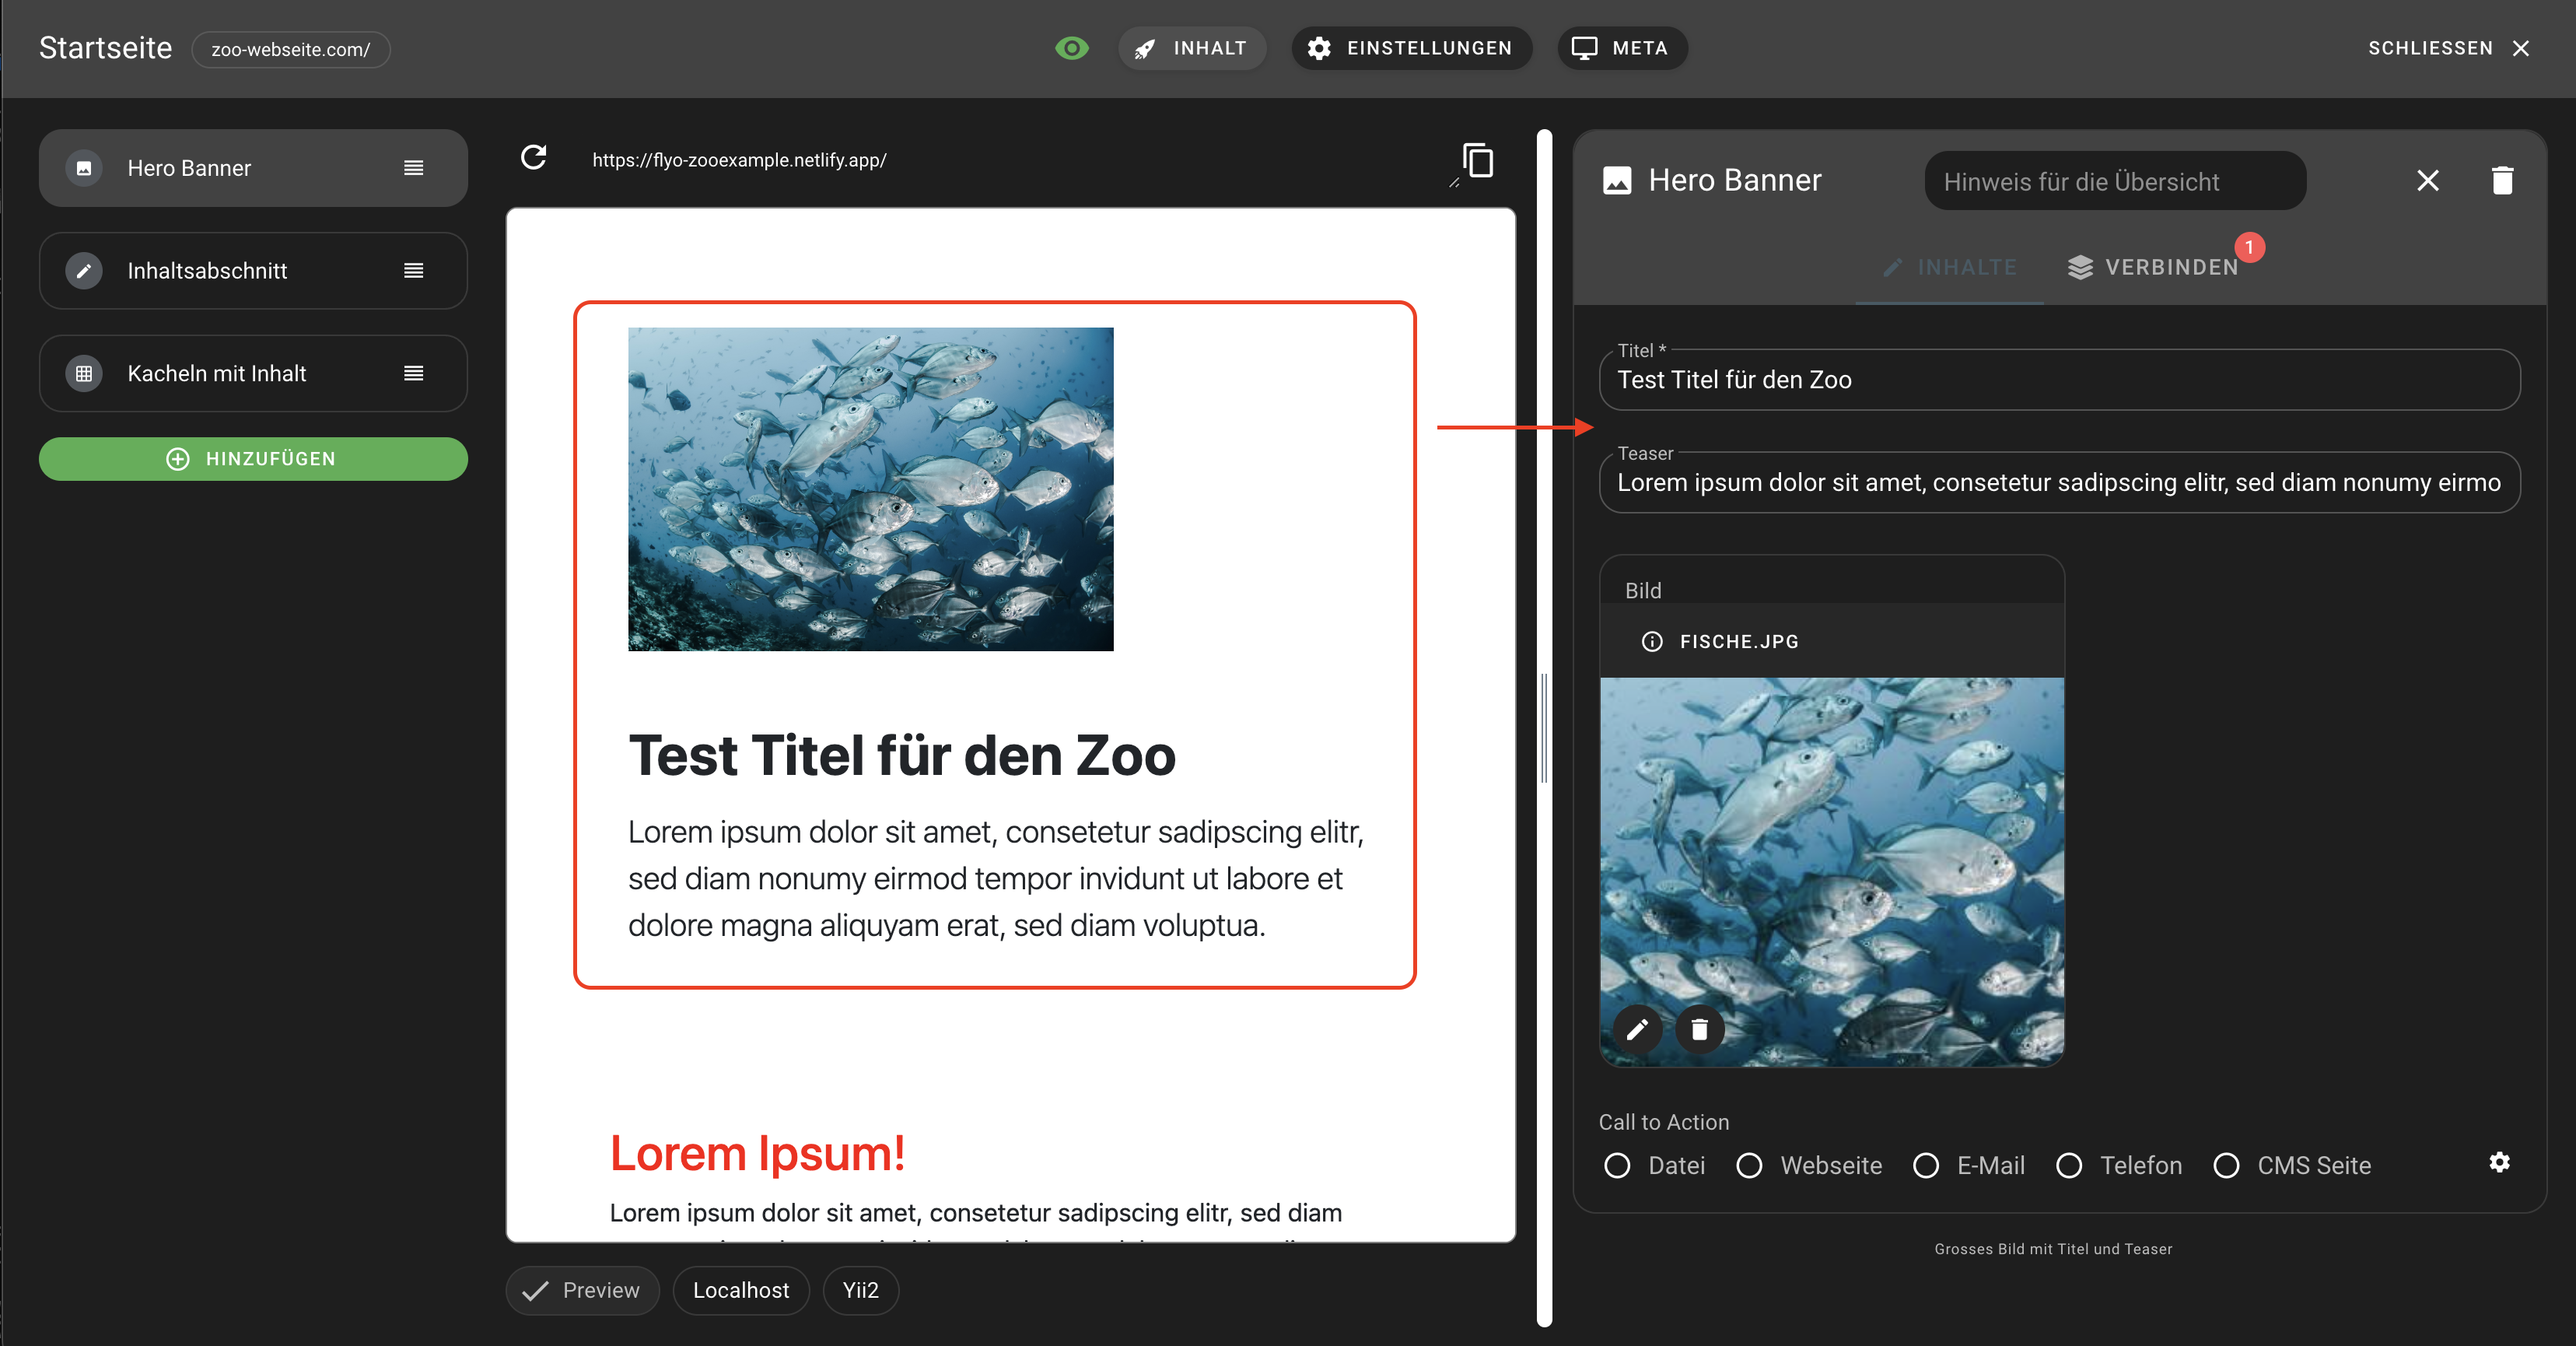 Startseite
zoo-webseite.com/
INHALT
EINSTELLUNGEN
META
SCHLIESSEN
Hero Banner
Inhaltsabschnitt
Kacheln mit Inhalt
HINZUFÜGEN
https://flyo-zooexample.netlify.app/
Test Titel für den Zoo
Lorem ipsum dolor sit amet, consetetur sadipscing elitr,
sed diam nonumy eirmod tempor invidunt ut labore et
dolore magna aliquyam erat, sed diam voluptua.
Lorem Ipsum!
Lorem ipsum dolor sit amet, consetetur sadipscing elitr, sed diam
Preview
Localhost
Yii2
Hero Banner
Hinweis für die Übersicht
INHALTE
VERBINDEN
1
Titel *
Test Titel für den Zoo
Teaser
Lorem ipsum dolor sit amet, consetetur sadipscing elitr, sed diam nonumy eirmo
Bild
FISCHE.JPG
Call to Action
Datei
Webseite
E-Mail
Telefon
CMS Seite
Grosses Bild mit Titel und Teaser